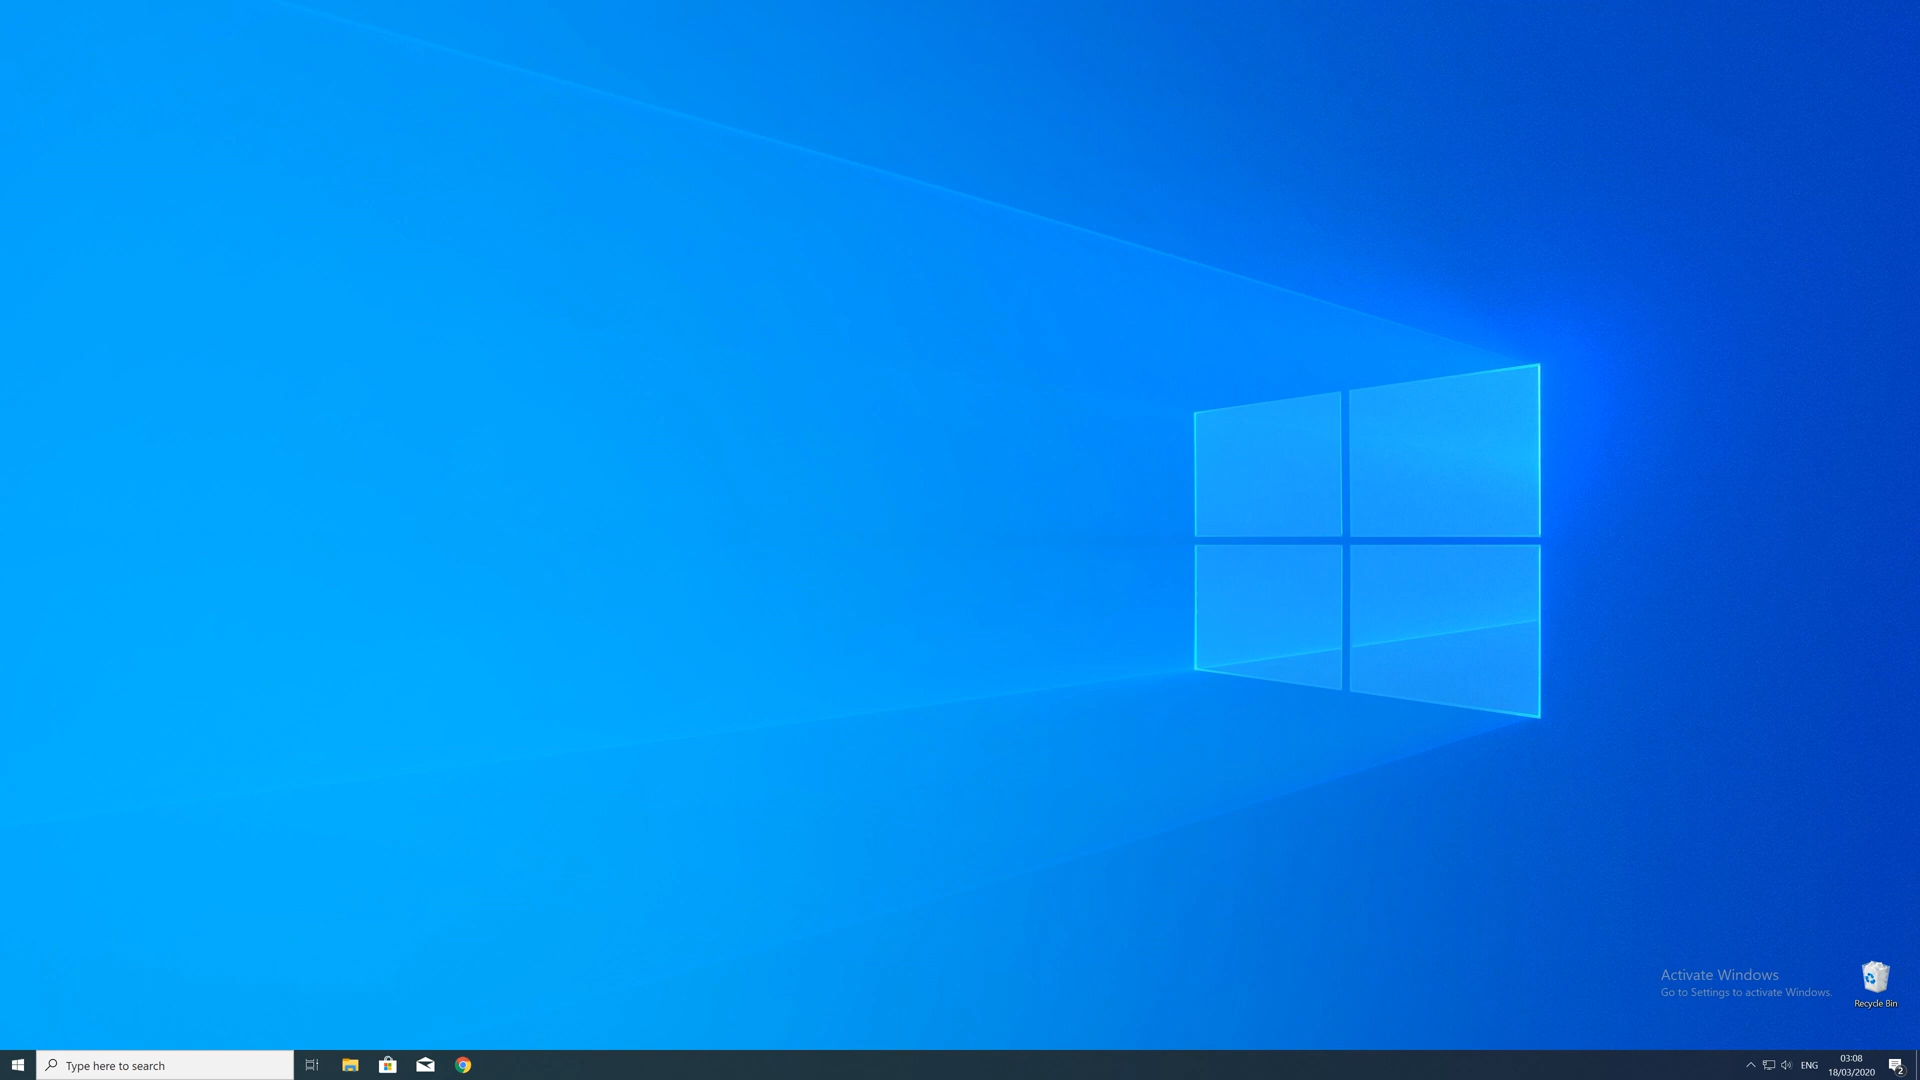 Activate Windows
Go to Settings to activate Windows.
Recycle Bin
Type here to search
ENG
03:08
18/03/2020
2